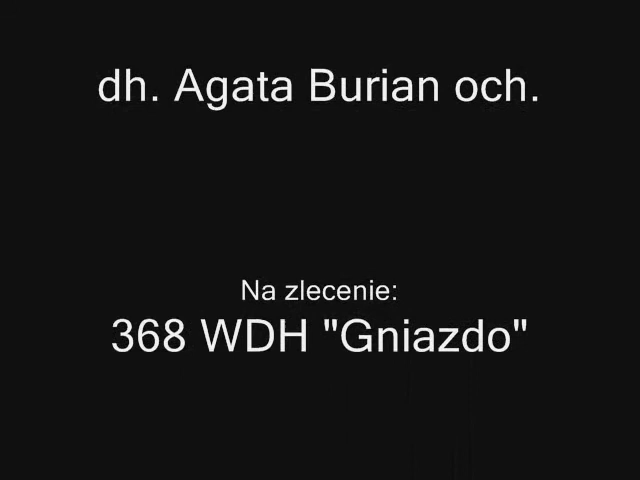 dh. Agata Burian och.
Na zlecenie:
368 WDH "Gniazdo"